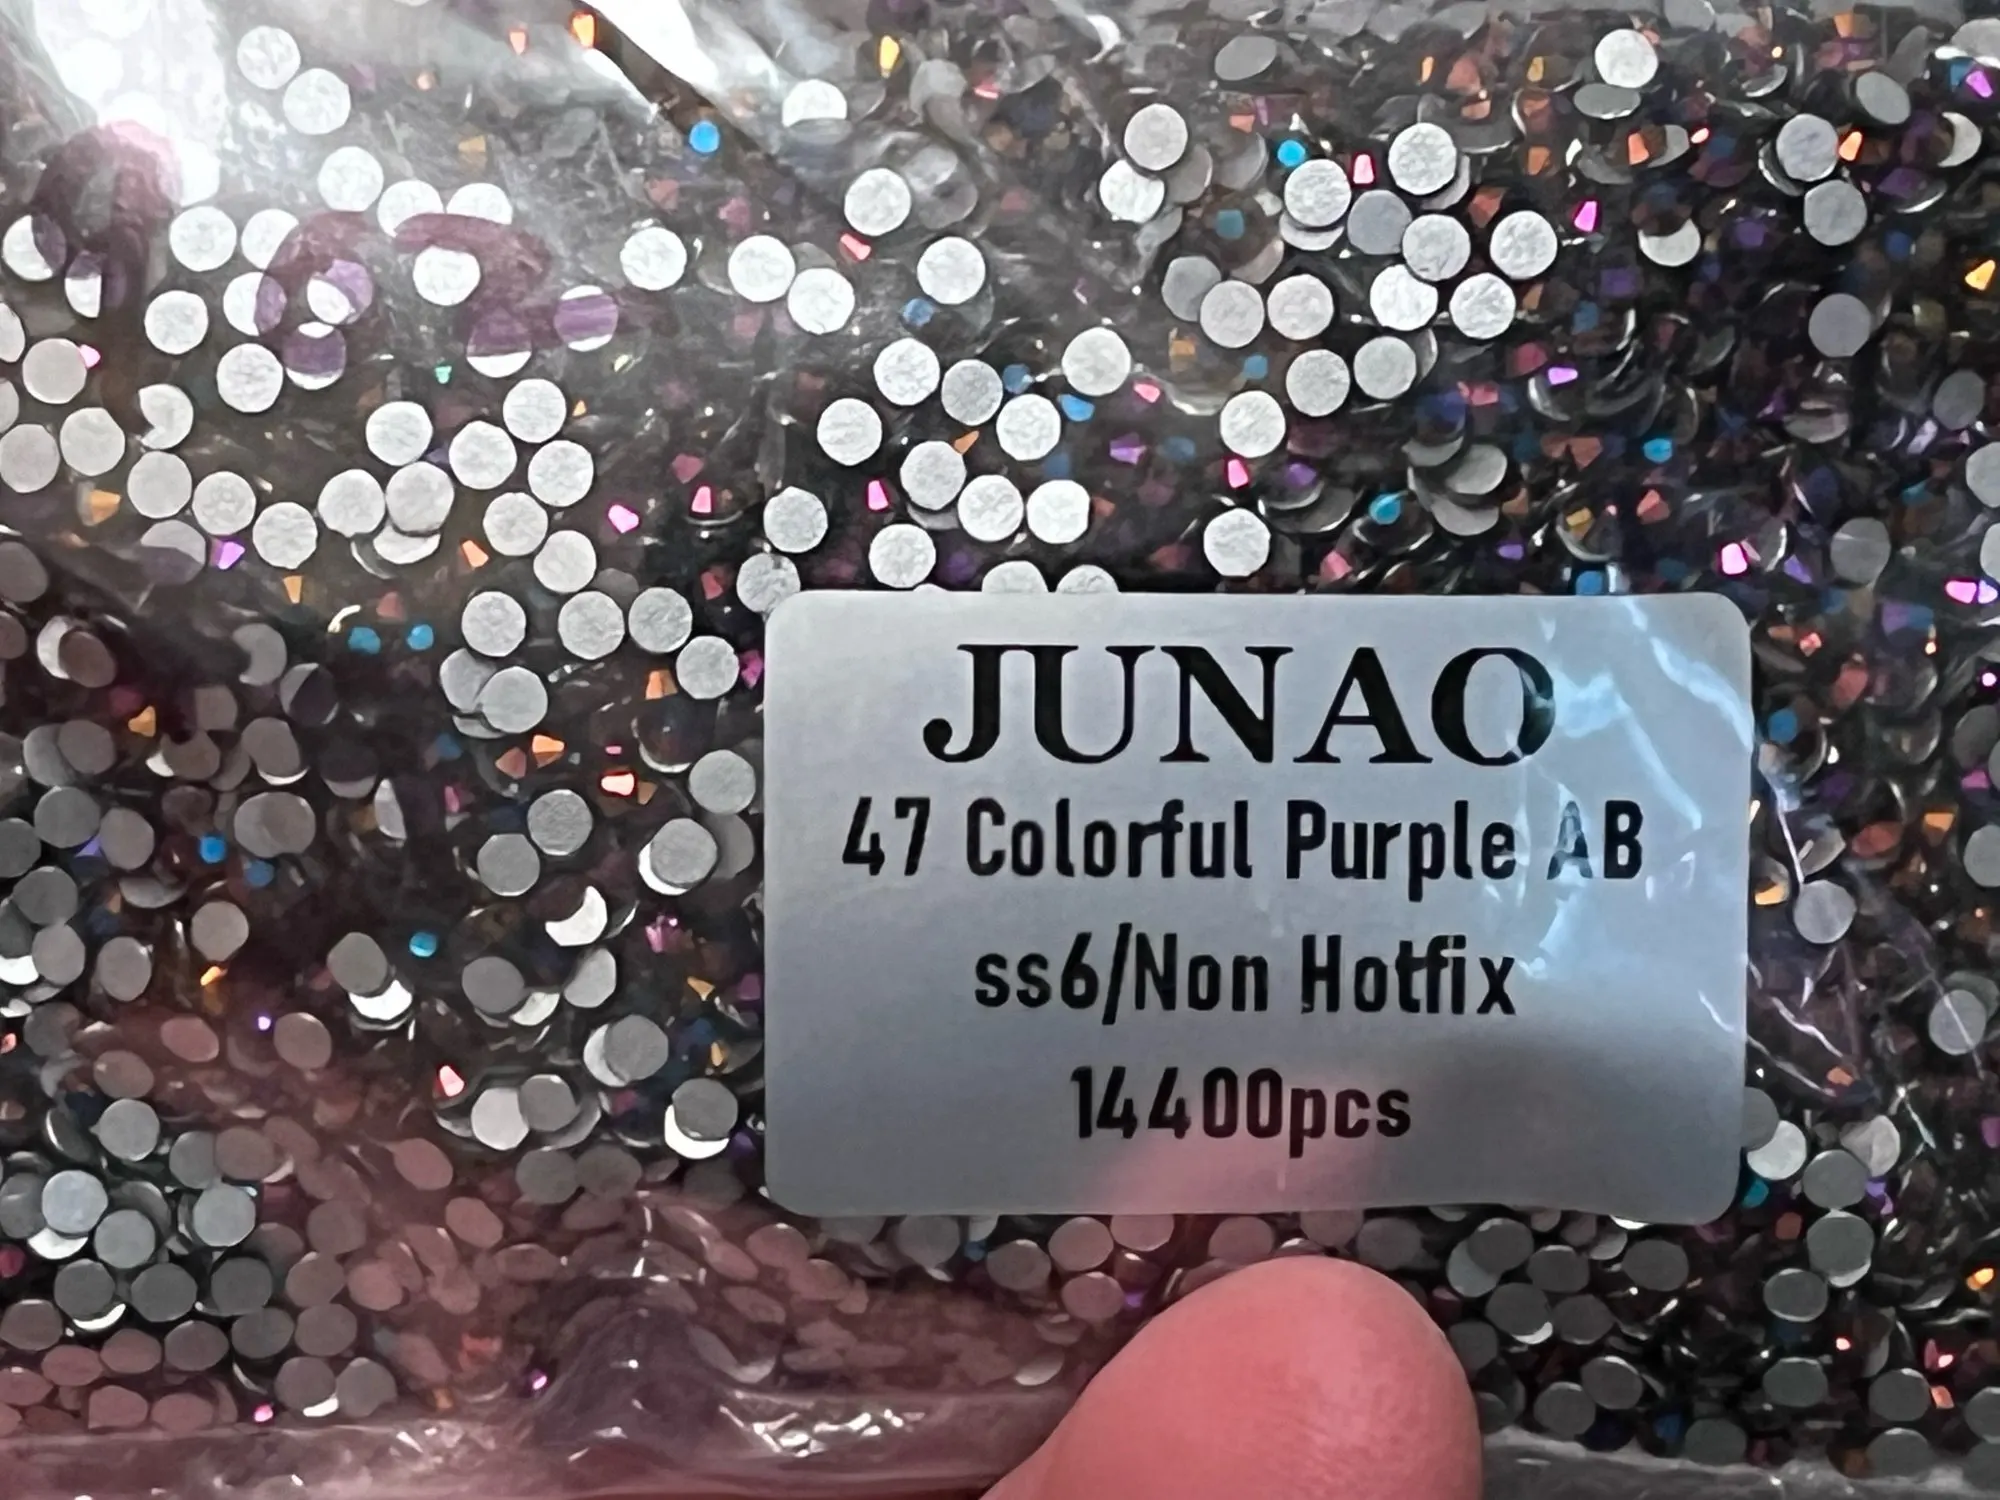 JUNAO
47 Colorful Purple AB
ss6/Non Hotfix
14400pcs